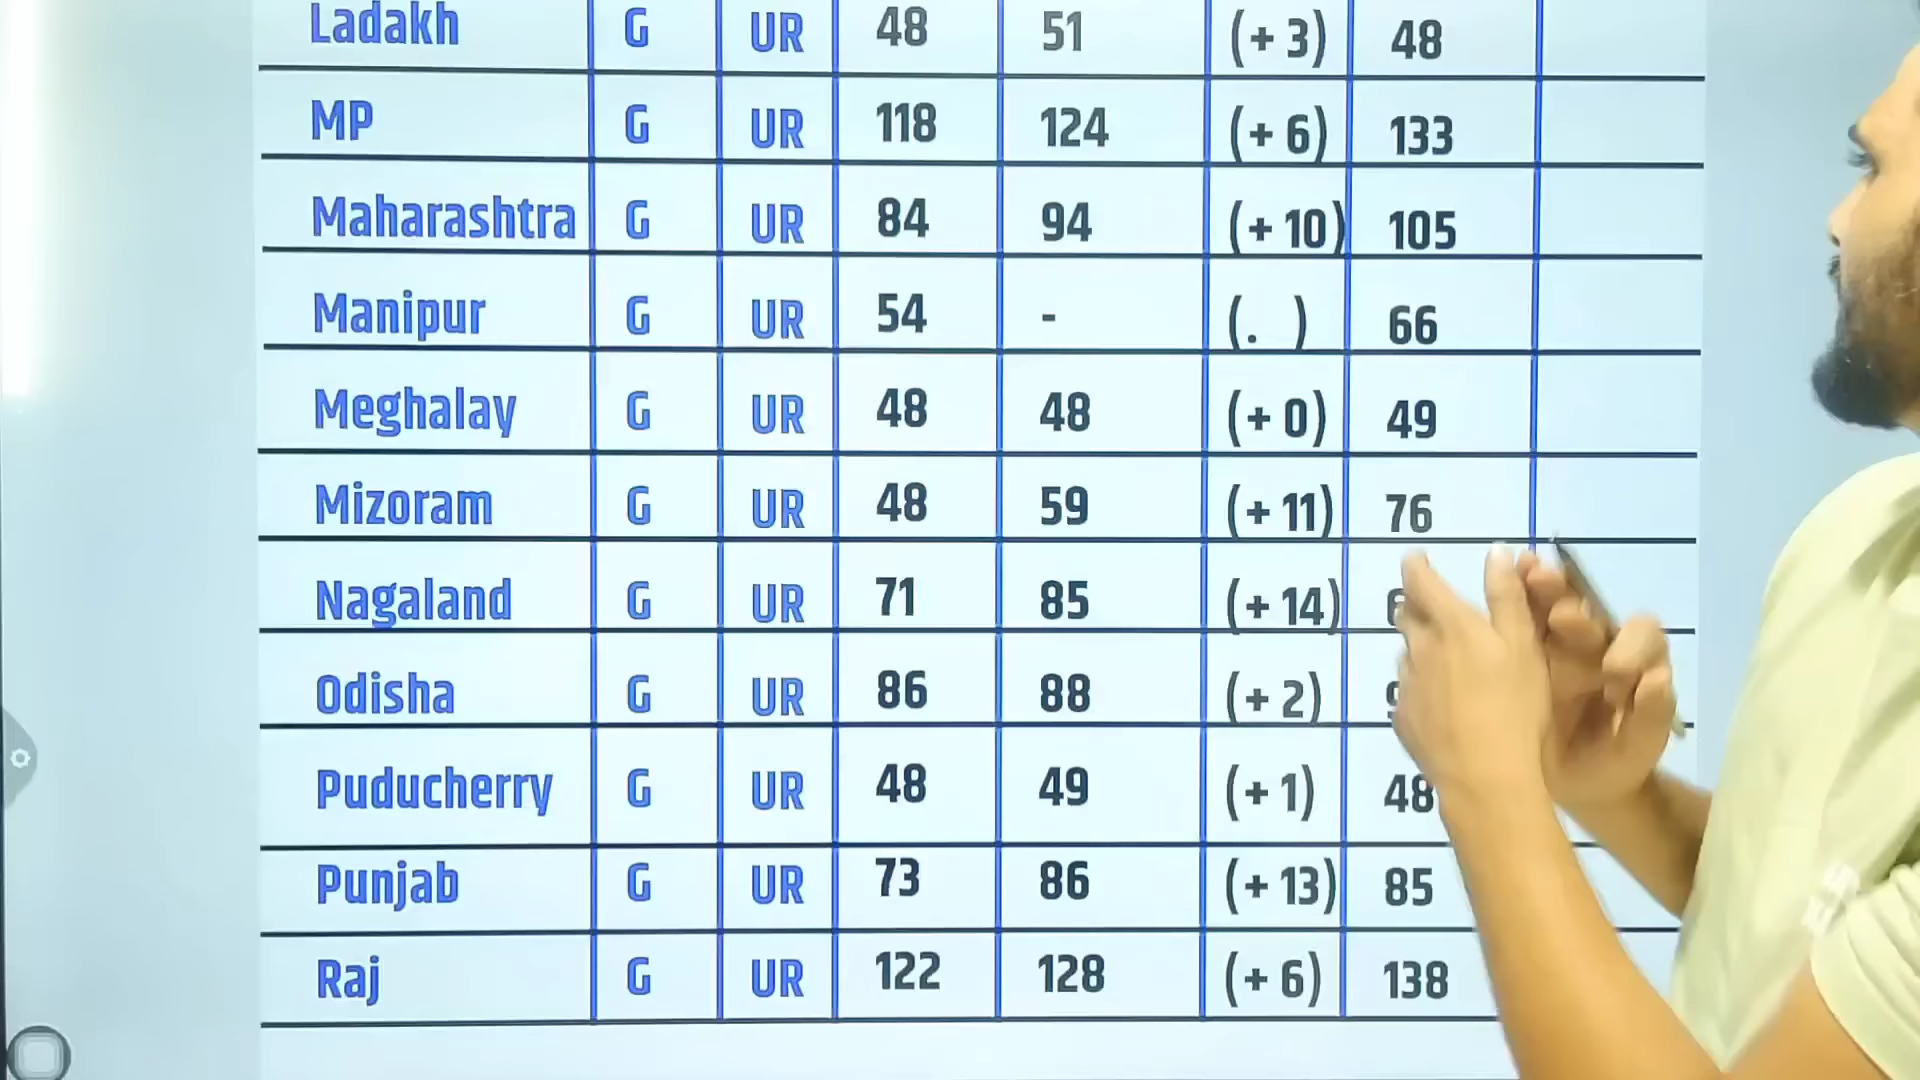 Ladakh G UR 48 51 (+ 3) 48
MP G UR 118 124 (+ 6) 133
Maharashtra G UR 84 94 (+ 10) 105
Manipur G UR 54 - (. ) 66
Meghalay G UR 48 48 (+ 0) 49
Mizoram G UR 48 59 (+ 11) 76
Nagaland G UR 71 85 (+ 14)
Odisha G UR 86 88 (+ 2)
Puducherry G UR 48 49 (+ 1) 48
Punjab G UR 73 86 (+ 13) 85
Raj G UR 122 128 (+ 6) 138